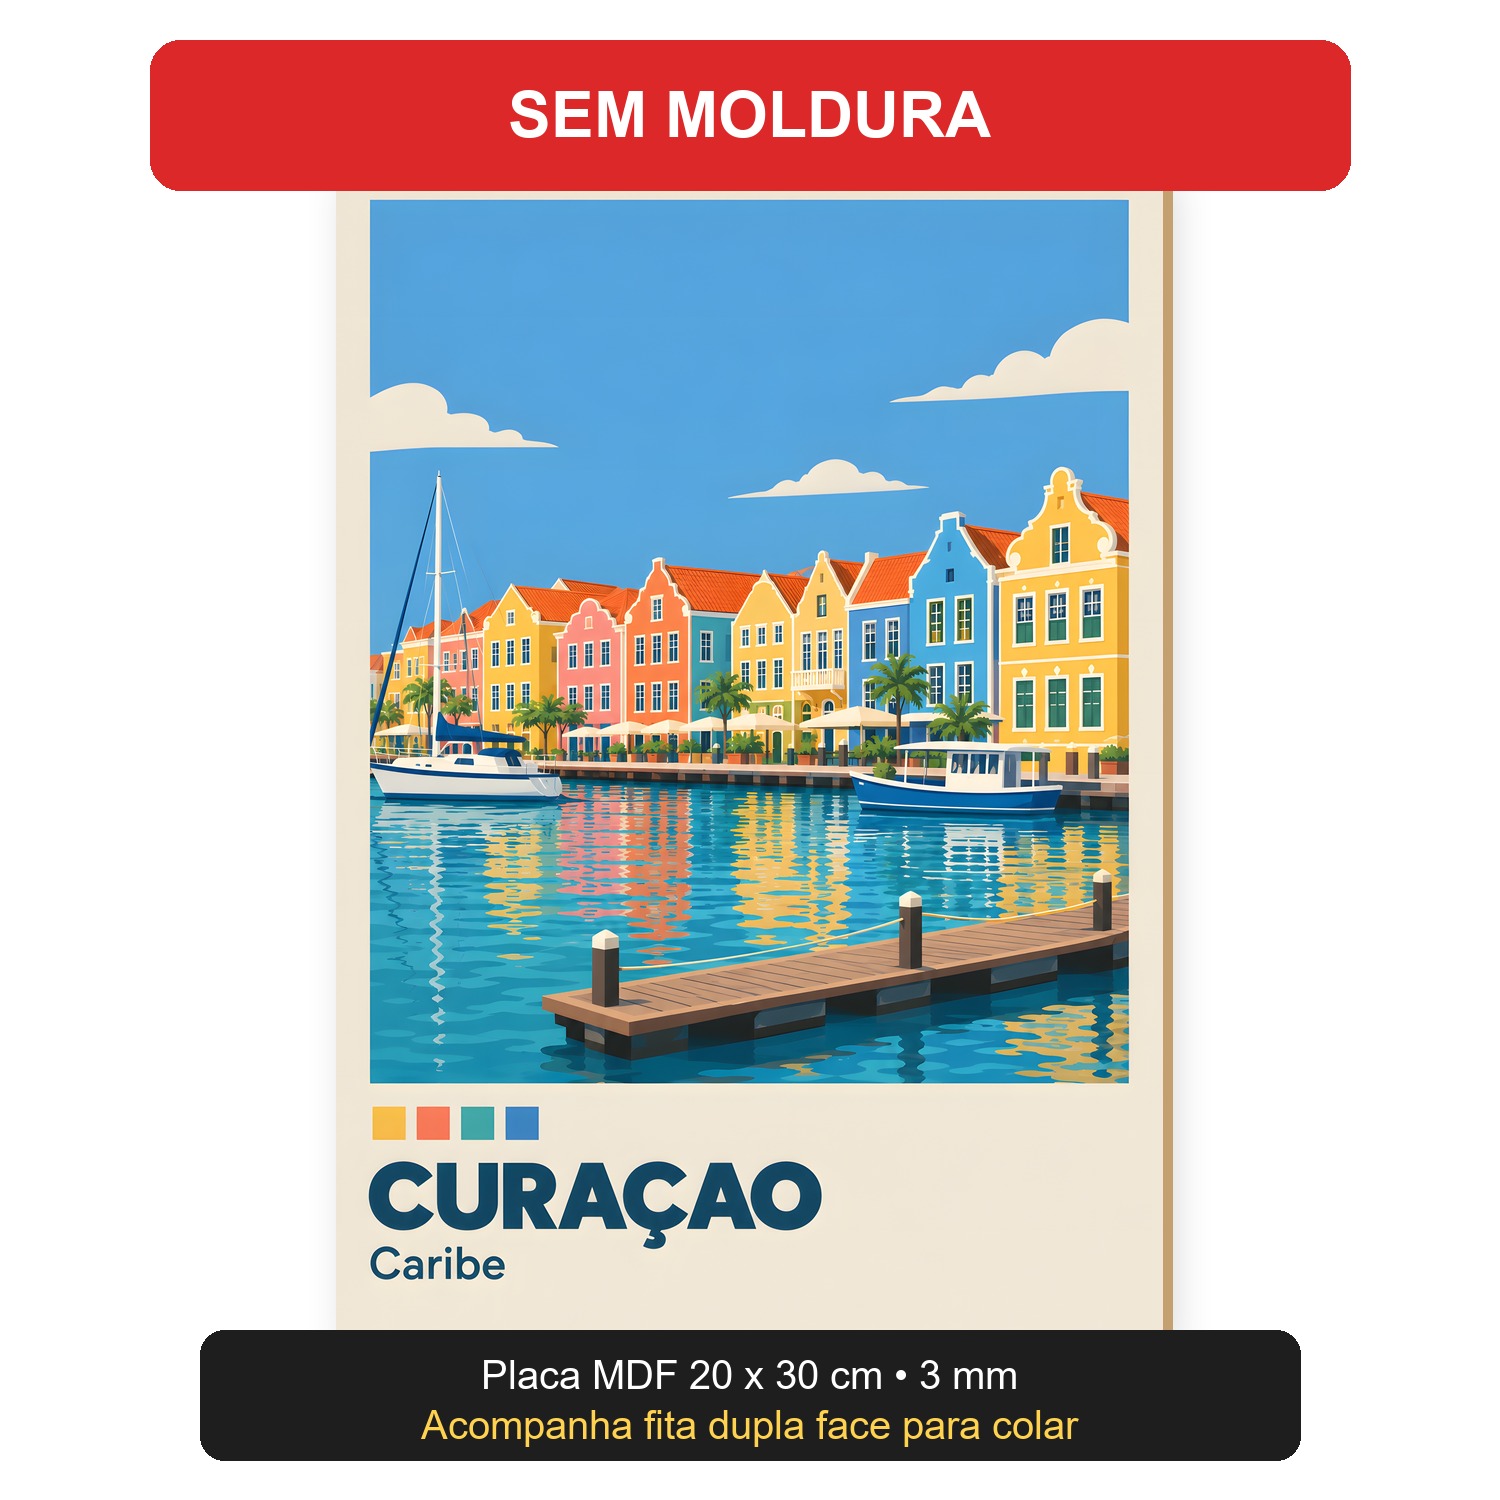 SEM MOLDURA
CURAÇAO
Caribe
Placa MDF 20 x 30 cm • 3 mm
Acompanha fita dupla face para colar